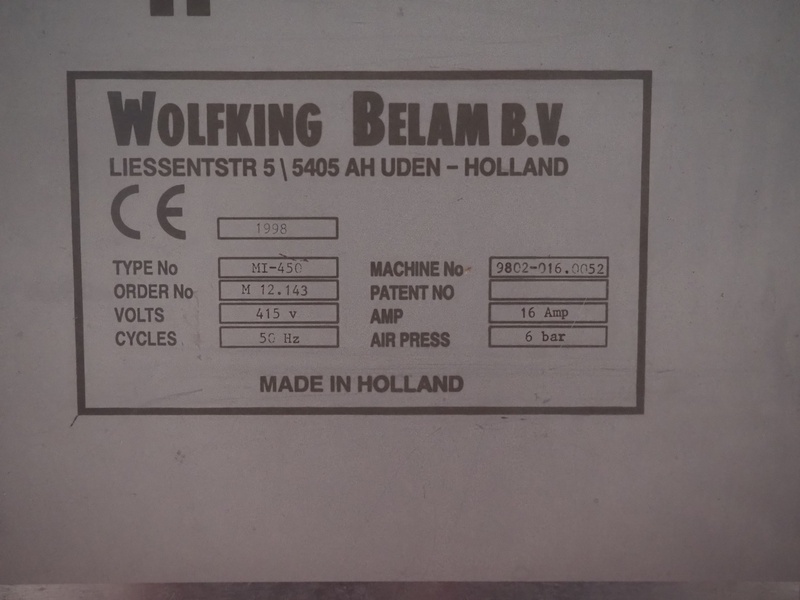 WOLFKING BELAM B.V.
LIESSENTSTR 5 \ 5405 AH UDEN - HOLLAND
CE 1998
TYPE No MI-450 MACHINE No 9802-016.0052
ORDER No M 12.143 PATENT NO
VOLTS 415 v AMP 16 Amp
CYCLES 50 Hz AIR PRESS 6 bar
MADE IN HOLLAND